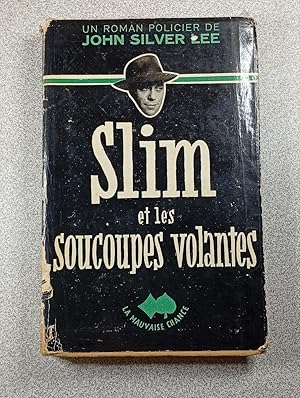 UN ROMAN POLICIER DE
JOHN SILVER LEE
Slim
et les
soucoupes volantes
LA MAUVAISE CHANCE